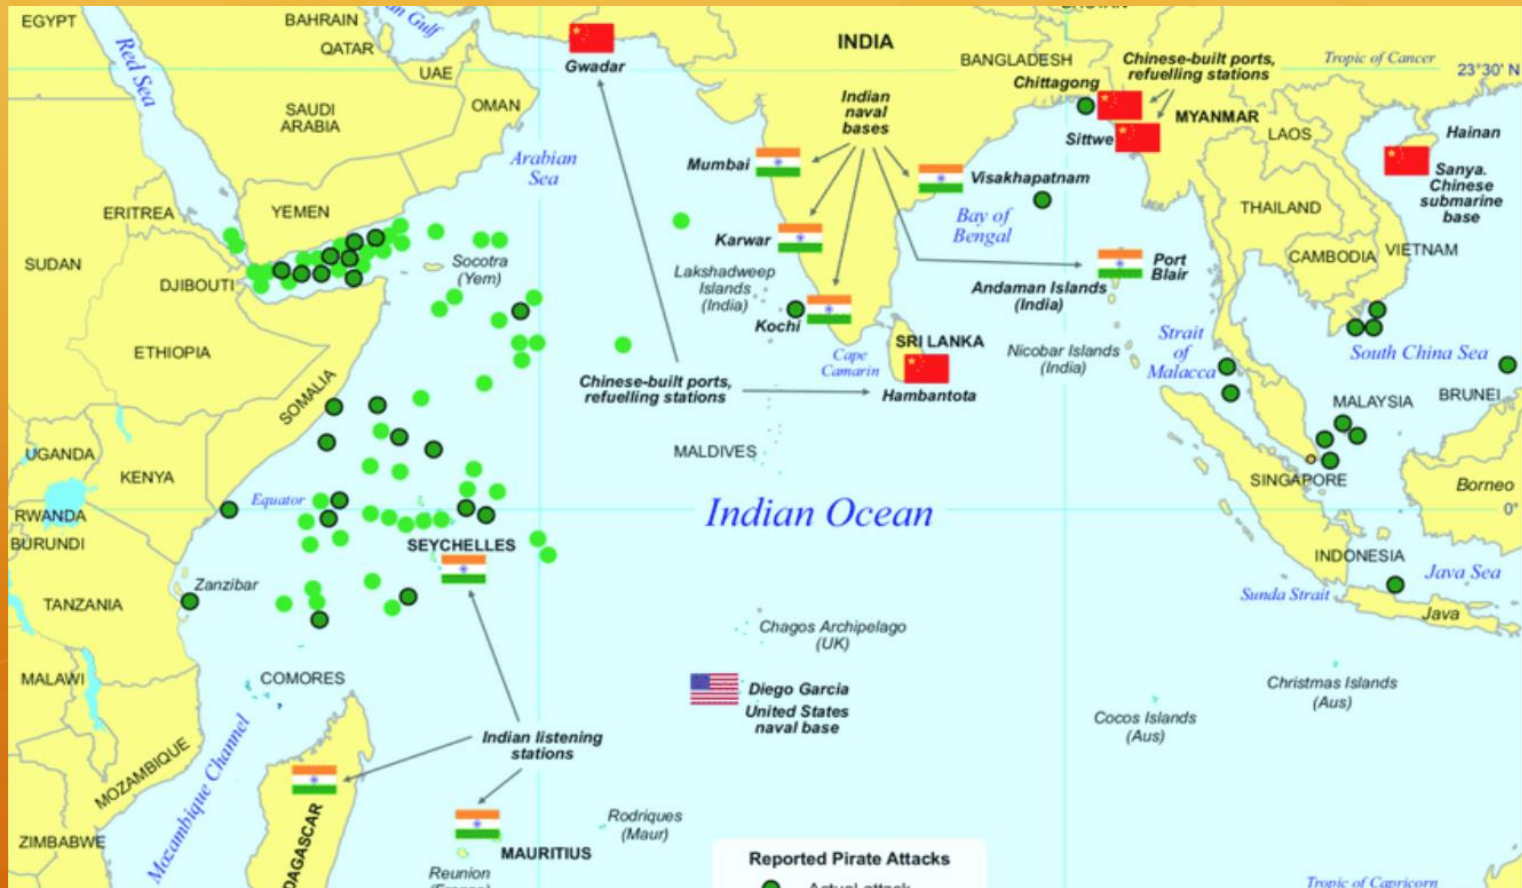 EGYPT
BAHRAIN
Gulf
QATAR
UAE
Red Sea
SAUDI
ARABIA
OMAN
Gwadar
INDIA
BANGLADESH
Chittagong
Chinese-built ports,
refuelling stations
Tropic of Cancer
23°30' N
Indian
naval
bases
MYANMAR
LAOS
Hainan
Sittwe
Arabian
Sea
Mumbai
Visakhapatnam
Sanya.
Chinese
submarine
base
ERITREA
YEMEN
Bay of
Bengal
THAILAND
Karwar
SUDAN
Socotra
(Yem)
Lakshadweep
Islands
(India)
Port
Blair
CAMBODIA
VIETNAM
DJIBOUTI
Andaman Islands
(India)
Kochi
ETHIOPIA
SRI LANKA
Cape
Camarin
Nicobar Islands
(India)
Strait
of
Malacca
South China Sea
SOMALIA
Chinese-built ports,
refuelling stations
Hambantota
MALAYSIA
BRUNEI
UGANDA
KENYA
MALDIVES
SINGAPORE
Borneo
Equator
RWANDA
Indian Ocean
0°
BURUNDI
SEYCHELLES
INDONESIA
Java Sea
Zanzibar
TANZANIA
Sunda Strait
Java
Chagos Archipelago
(UK)
MALAWI
COMORES
Diego Garcia
United States
naval base
Christmas Islands
(Aus)
Cocos Islands
(Aus)
Indian listening
stations
MOZAMBIQUE
Mozambique Channel
Rodriques
(Maur)
ZIMBABWE
MAURITIUS
Reunion
Reported Pirate Attacks
Actual attack
Tropic of Capricorn